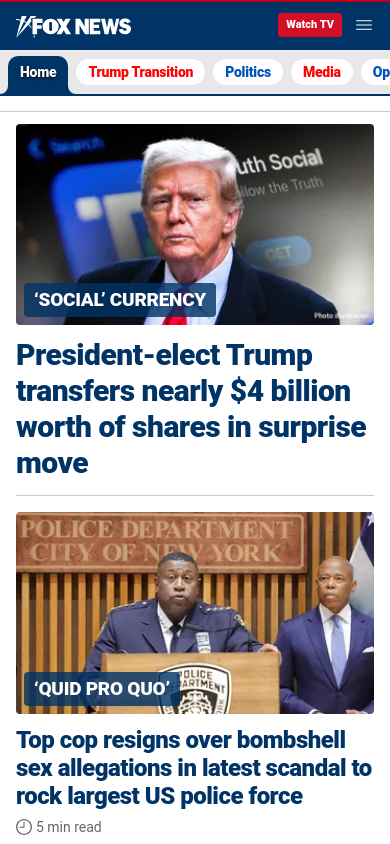 FOX NEWS
Watch TV
Home
Trump Transition
Politics
Media
Op
Search
uth Social
llow the Truth
GET
'SOCIAL' CURRENCY
Photo illustration
President-elect Trump
transfers nearly $4 billion
worth of shares in surprise
move
POLICE DEPARTMENT
CITY OF NEW YORK
POLICE
DEPARTMENT
'QUID PRO QUO'
Top cop resigns over bombshell
sex allegations in latest scandal to
rock largest US police force
5 min read